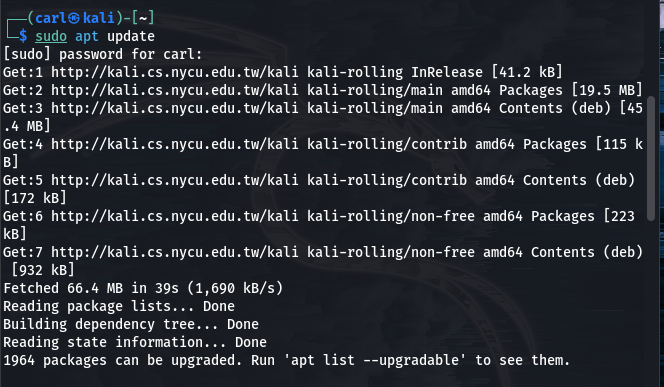 ┌──(carl㉿kali)-[~]
└─$ sudo apt update
[sudo] password for carl:
Get:1 http://kali.cs.nycu.edu.tw/kali kali-rolling InRelease [41.2 kB]
Get:2 http://kali.cs.nycu.edu.tw/kali kali-rolling/main amd64 Packages [19.5 MB]
Get:3 http://kali.cs.nycu.edu.tw/kali kali-rolling/main amd64 Contents (deb) [45
.4 MB]
Get:4 http://kali.cs.nycu.edu.tw/kali kali-rolling/contrib amd64 Packages [115 k
B]
Get:5 http://kali.cs.nycu.edu.tw/kali kali-rolling/contrib amd64 Contents (deb)
[172 kB]
Get:6 http://kali.cs.nycu.edu.tw/kali kali-rolling/non-free amd64 Packages [223
kB]
Get:7 http://kali.cs.nycu.edu.tw/kali kali-rolling/non-free amd64 Contents (deb)
[932 kB]
Fetched 66.4 MB in 39s (1,690 kB/s)
Reading package lists... Done
Building dependency tree... Done
Reading state information... Done
1964 packages can be upgraded. Run 'apt list --upgradable' to see them.